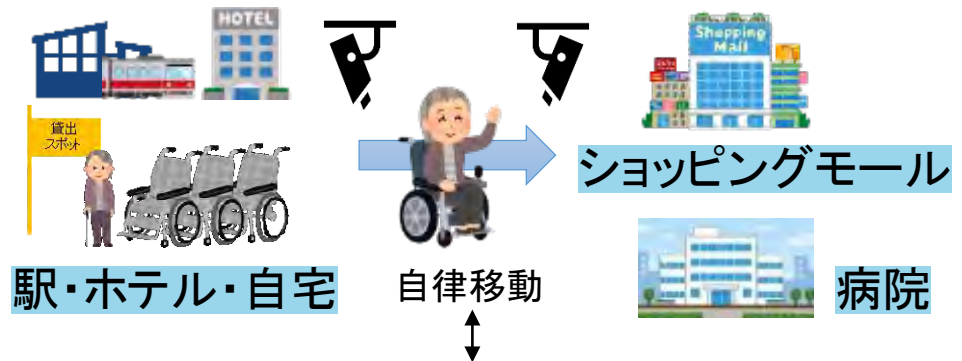 HOTEL
Shopping
Mall
貸出
スポット
ショッピングモール
駅・ホテル・自宅
自律移動
病院